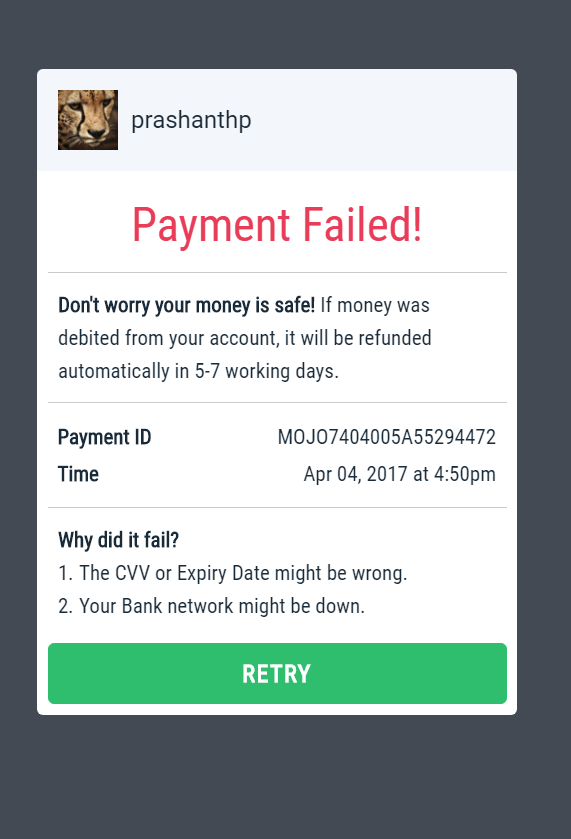 prashanthp
Payment Failed!
Don't worry your money is safe! If money was
debited from your account, it will be refunded
automatically in 5-7 working days.
Payment ID MOJO7404005A55294472
Time Apr 04, 2017 at 4:50pm
Why did it fail?
1. The CVV or Expiry Date might be wrong.
2. Your Bank network might be down.
RETRY